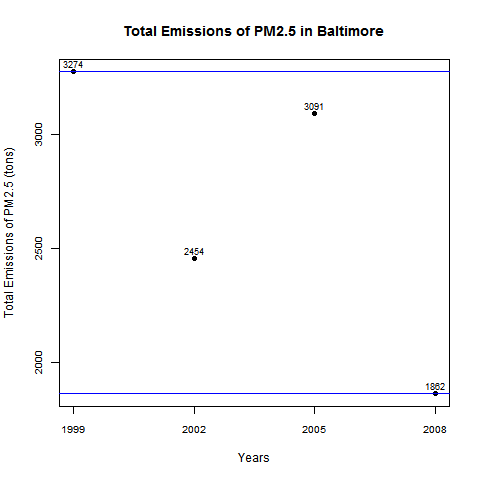 Total Emissions of PM2.5 in Baltimore
3274
3091
2454
1862
3000
2500
2000
Total Emissions of PM2.5 (tons)
1999 2002 2005 2008
Years